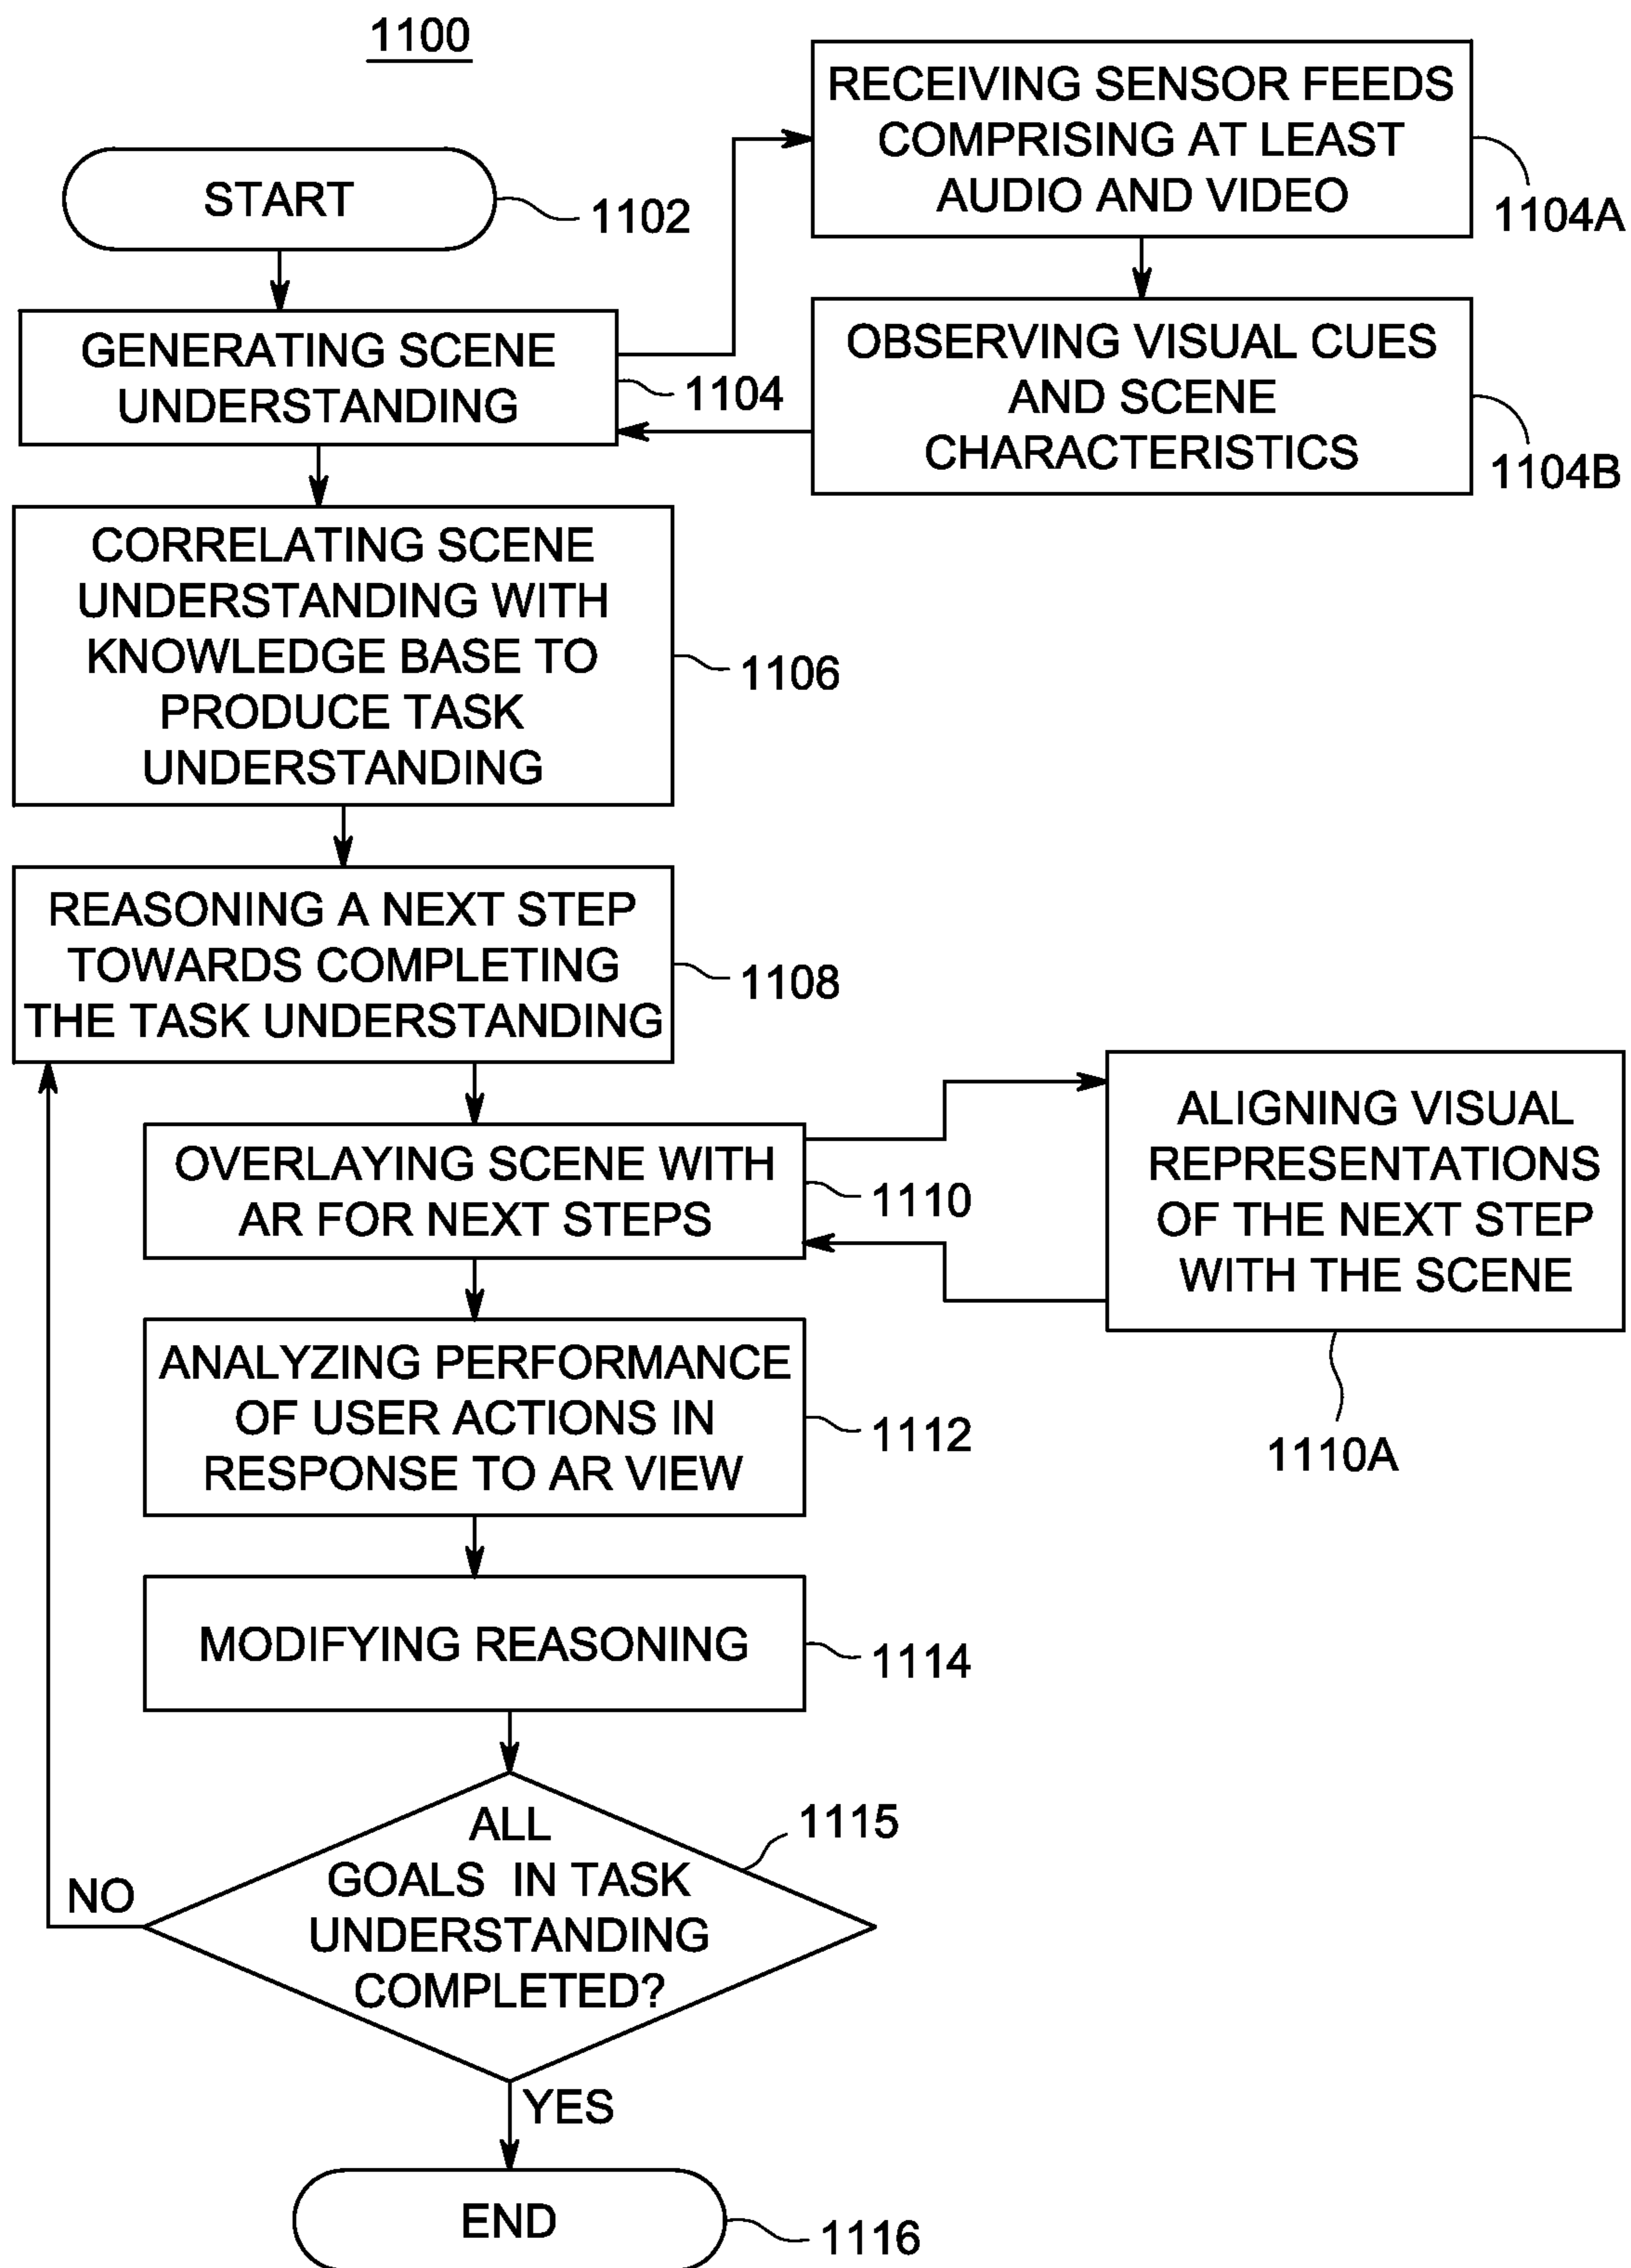 1100
START
1102
RECEIVING SENSOR FEEDS
COMPRISING AT LEAST
AUDIO AND VIDEO
1104A
GENERATING SCENE
UNDERSTANDING
1104
OBSERVING VISUAL CUES
AND SCENE
CHARACTERISTICS
1104B
CORRELATING SCENE
UNDERSTANDING WITH
KNOWLEDGE BASE TO
PRODUCE TASK
UNDERSTANDING
1106
REASONING A NEXT STEP
TOWARDS COMPLETING
THE TASK UNDERSTANDING
1108
OVERLAYING SCENE WITH
AR FOR NEXT STEPS
1110
ALIGNING VISUAL
REPRESENTATIONS
OF THE NEXT STEP
WITH THE SCENE
1110A
ANALYZING PERFORMANCE
OF USER ACTIONS IN
RESPONSE TO AR VIEW
1112
MODIFYING REASONING
1114
ALL
GOALS IN TASK
UNDERSTANDING
COMPLETED?
1115
NO
YES
END
1116